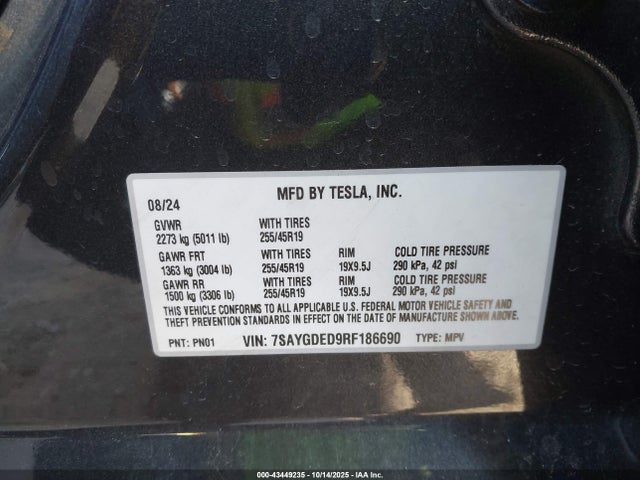 MFD BY TESLA, INC.
08/24
GVWR WITH TIRES
2273 kg (5011 lb) 255/45R19
GAWR FRT WITH TIRES RIM COLD TIRE PRESSURE
1363 kg (3004 lb) 255/45R19 19X9.5J 290 kPa, 42 psi
GAWR RR WITH TIRES RIM COLD TIRE PRESSURE
1500 kg (3306 lb) 255/45R19 19X9.5J 290 kPa, 42 psi
THIS VEHICLE CONFORMS TO ALL APPLICABLE U.S. FEDERAL MOTOR VEHICLE SAFETY AND
THEFT PREVENTION STANDARDS IN EFFECT ON THE DATE OF MANUFACTURE SHOWN ABOVE.
PNT: PN01 VIN: 7SAYGDED9RF186690 TYPE: MPV
000-43449235 - 10/14/2025 - IAA Inc.